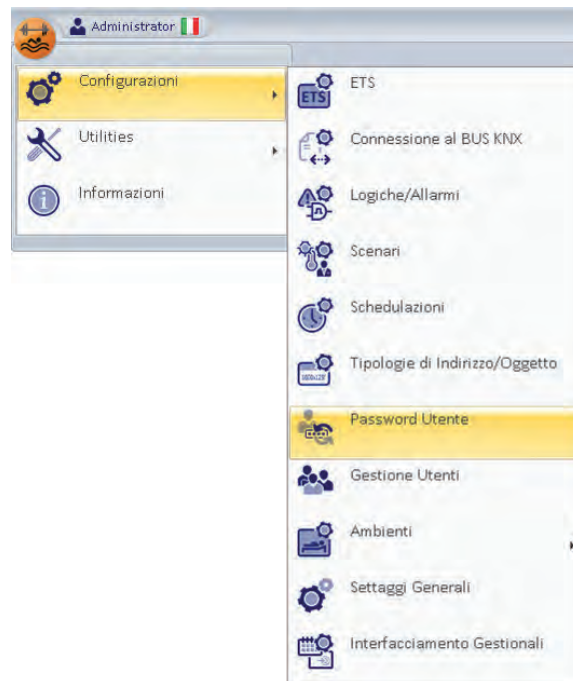 Administrator
Configurazioni
Utilities
Informazioni
ETS
ETS
Connessione al BUS KNX
Logiche/Allarmi
Scenari
Schedulazioni
Tipologie di Indirizzo/Oggetto
Password Utente
Gestione Utenti
Ambienti
Settaggi Generali
Interfacciamento Gestionali